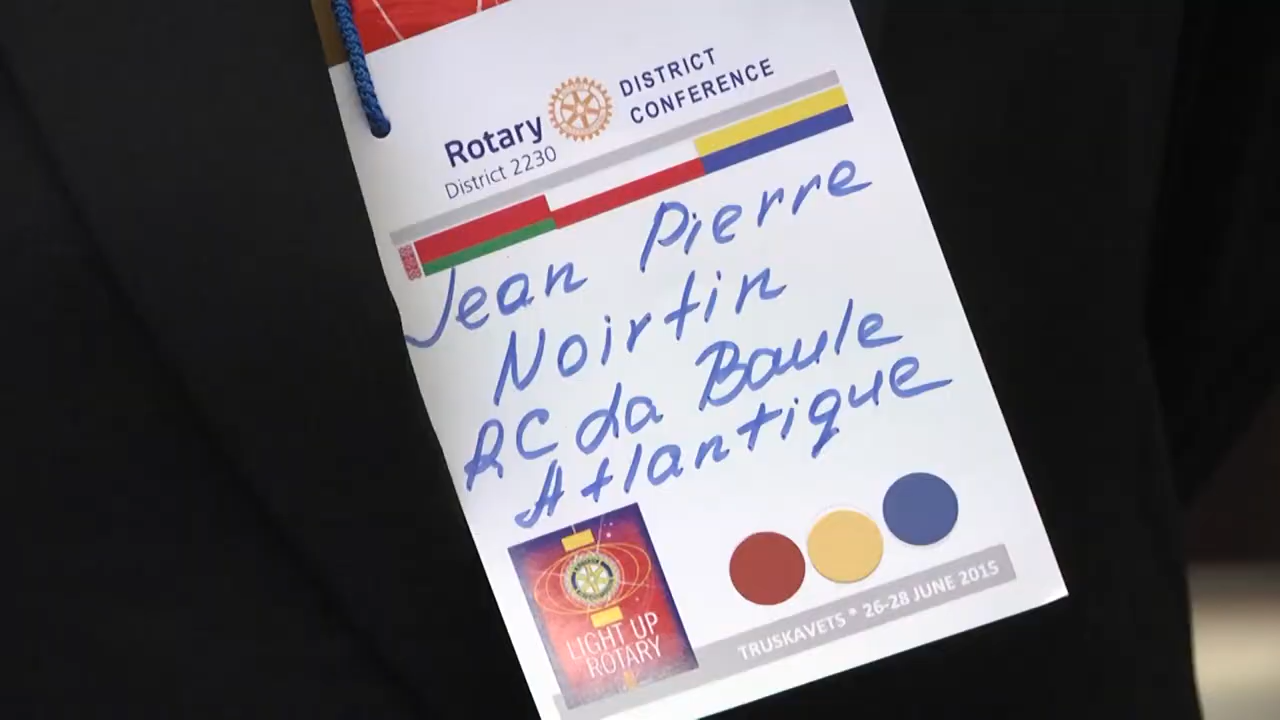 Rotary
District 2230
DISTRICT
CONFERENCE
Jean Pierre
Noirtin
RC La Baule
Atlantique
LIGHT UP
ROTARY
TRUSKAVETS * 26-28 JUNE 2015